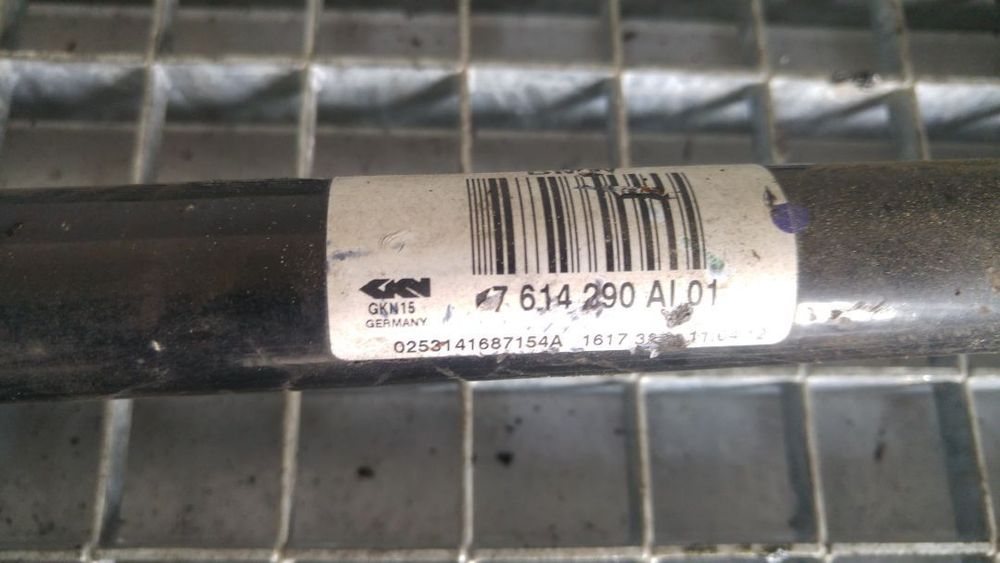 GKN
GKN15
GERMANY
7 614 290 AI 01
0253141687154A 1617